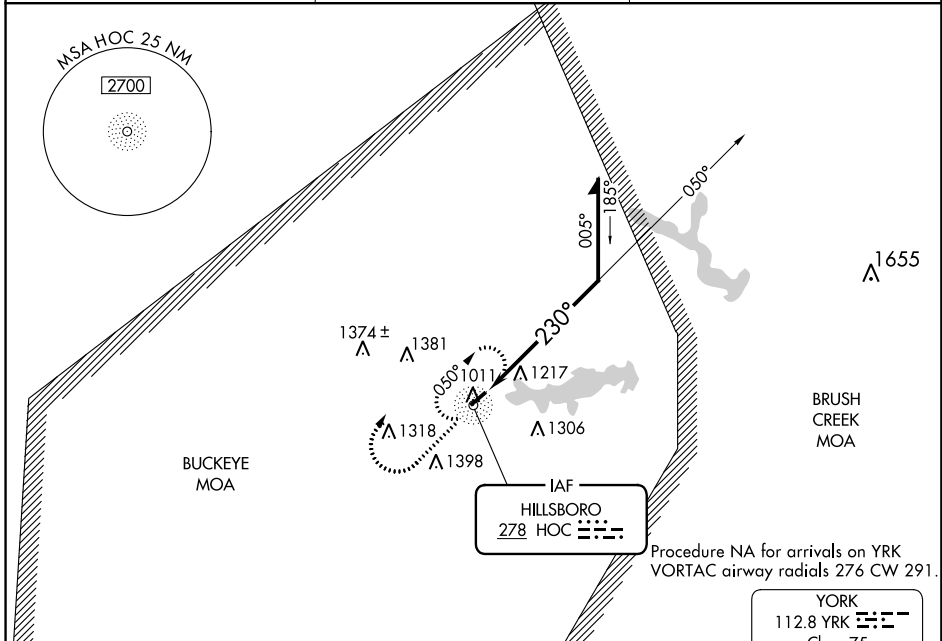 MSA HOC 25 NM
2700
050°
005°
185°
1655
230°
1374 ±
1381
050°
1011
1217
1318
1306
1398
BRUSH
CREEK
MOA
BUCKEYE
MOA
IAF
HILLSBORO
278 HOC
Procedure NA for arrivals on YRK
VORTAC airway radials 276 CW 291.
YORK
112.8 YRK